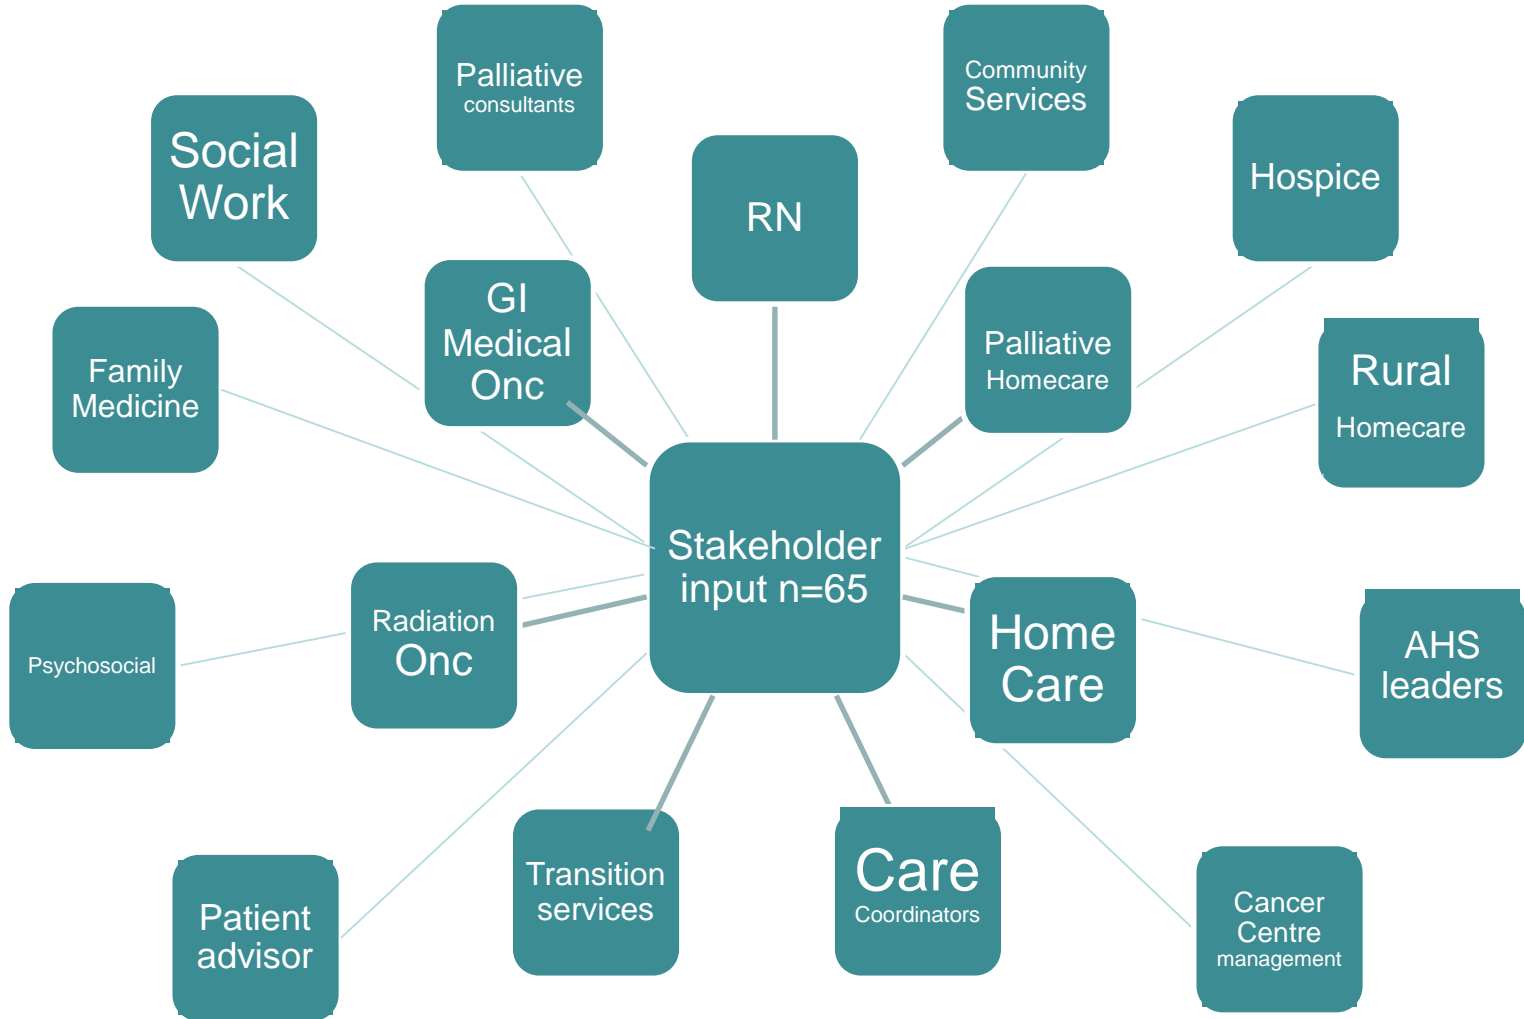 Palliative
consultants
Community
Services
Social
Work
RN
Hospice
GI
Medical
Onc
Palliative
Homecare
Family
Medicine
Rural
Homecare
Stakeholder
input n=65
Psychosocial
Radiation
Onc
Home
Care
AHS
leaders
Patient
advisor
Transition
services
Care
Coordinators
Cancer
Centre
management